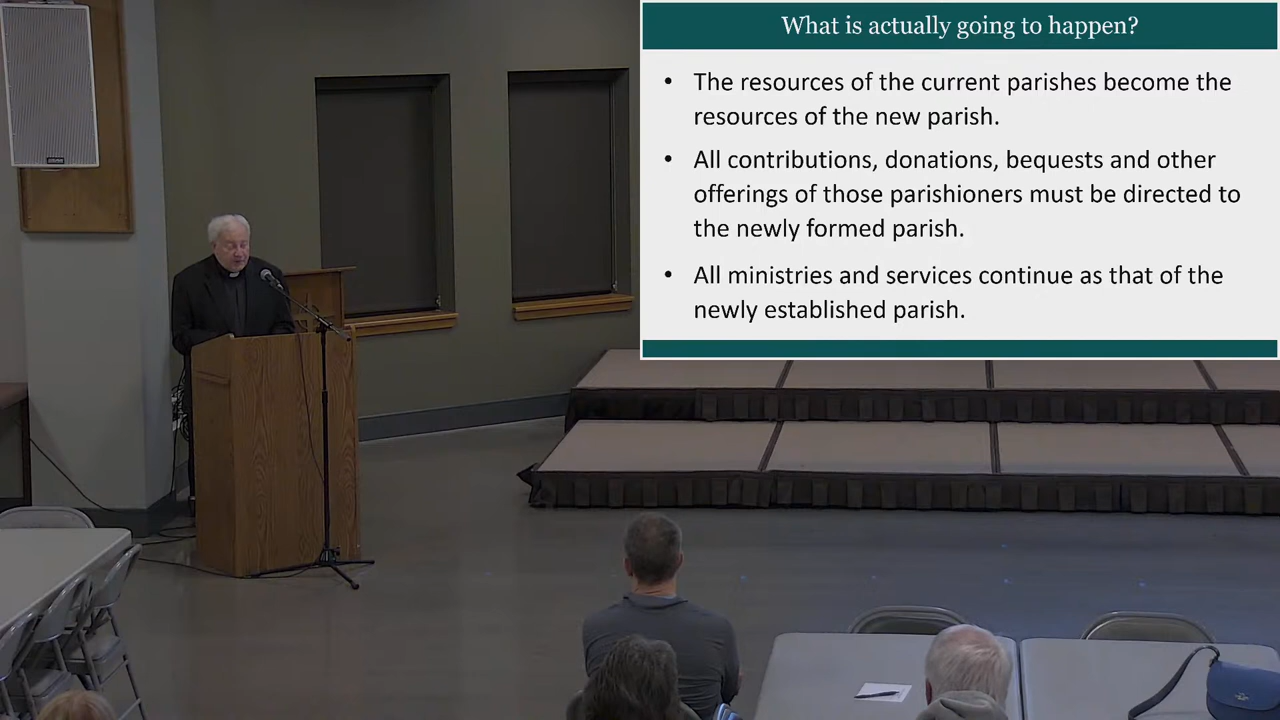 What is actually going to happen?
• The resources of the current parishes become the
resources of the new parish.
• All contributions, donations, bequests and other
offerings of those parishioners must be directed to
the newly formed parish.
• All ministries and services continue as that of the
newly established parish.